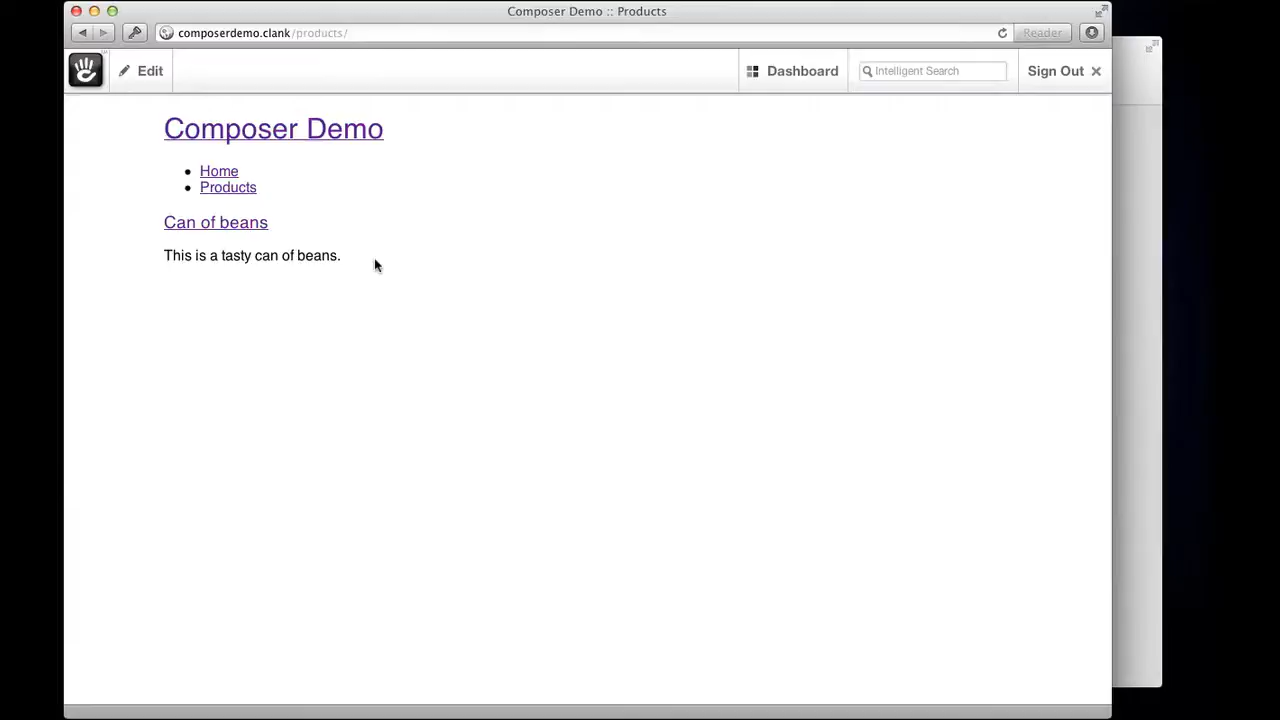 Composer Demo :: Products
composerdemo.clank/products/
Reader
Edit
Dashboard
Intelligent Search
Sign Out
Composer Demo
Home
Products
Can of beans
This is a tasty can of beans.